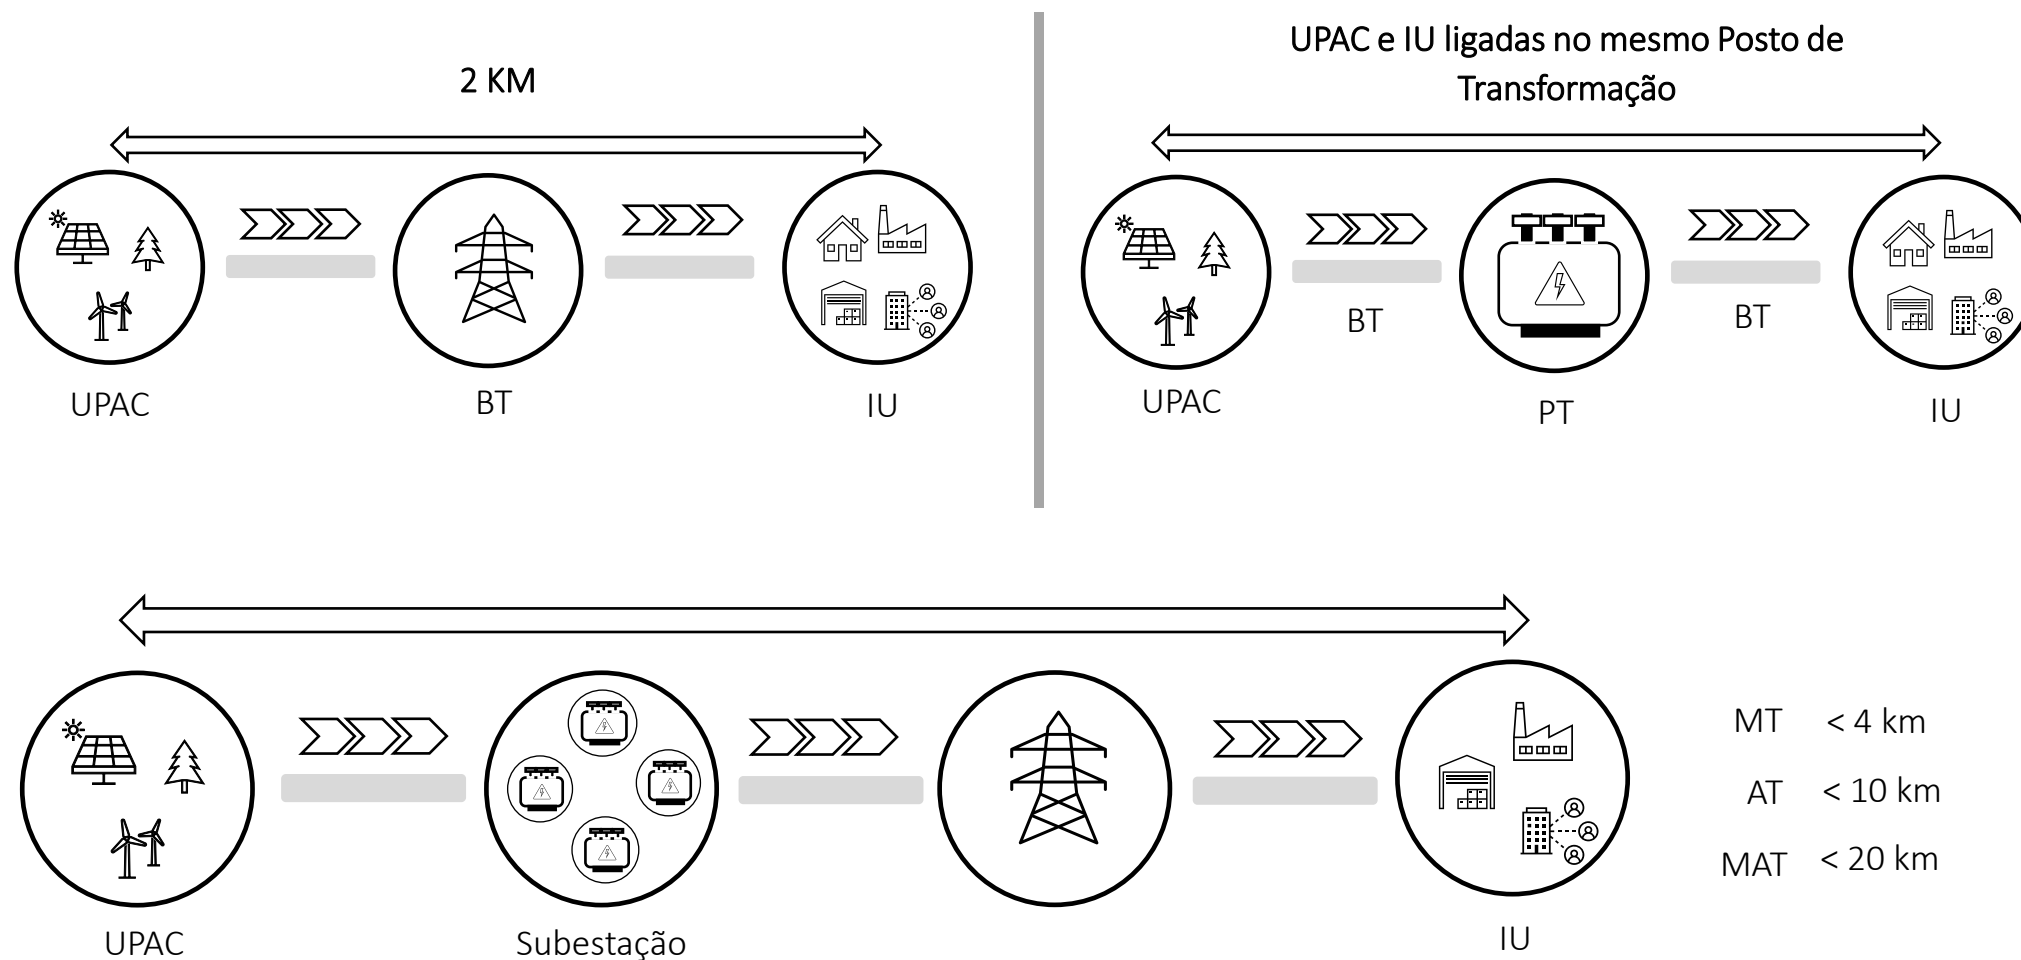 2 KM
UPAC
BT
IU
UPAC e IU ligadas no mesmo Posto de
Transformação
BT
BT
UPAC
PT
IU
UPAC
Subestação
IU
MT < 4 km
AT < 10 km
MAT < 20 km